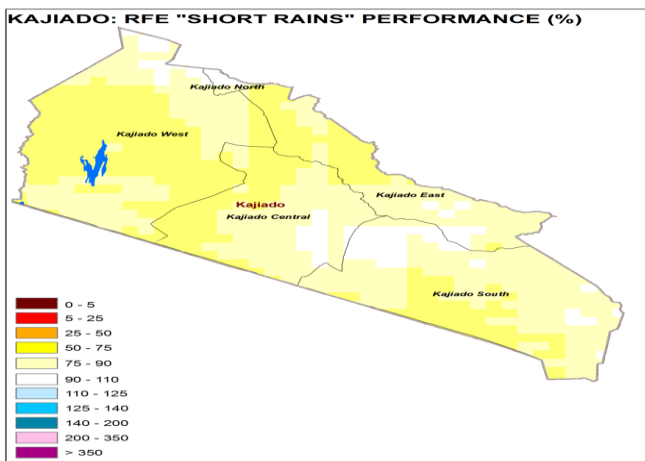 KAJIADO: RFE "SHORT RAINS" PERFORMANCE (%)
Kajiado North
Kajiado West
Kajiado East
Kajiado
Kajiado Central
Kajiado South
0 - 5
5 - 25
25 - 50
50 - 75
75 - 90
90 - 110
110 - 125
125 - 140
140 - 200
200 - 350
> 350